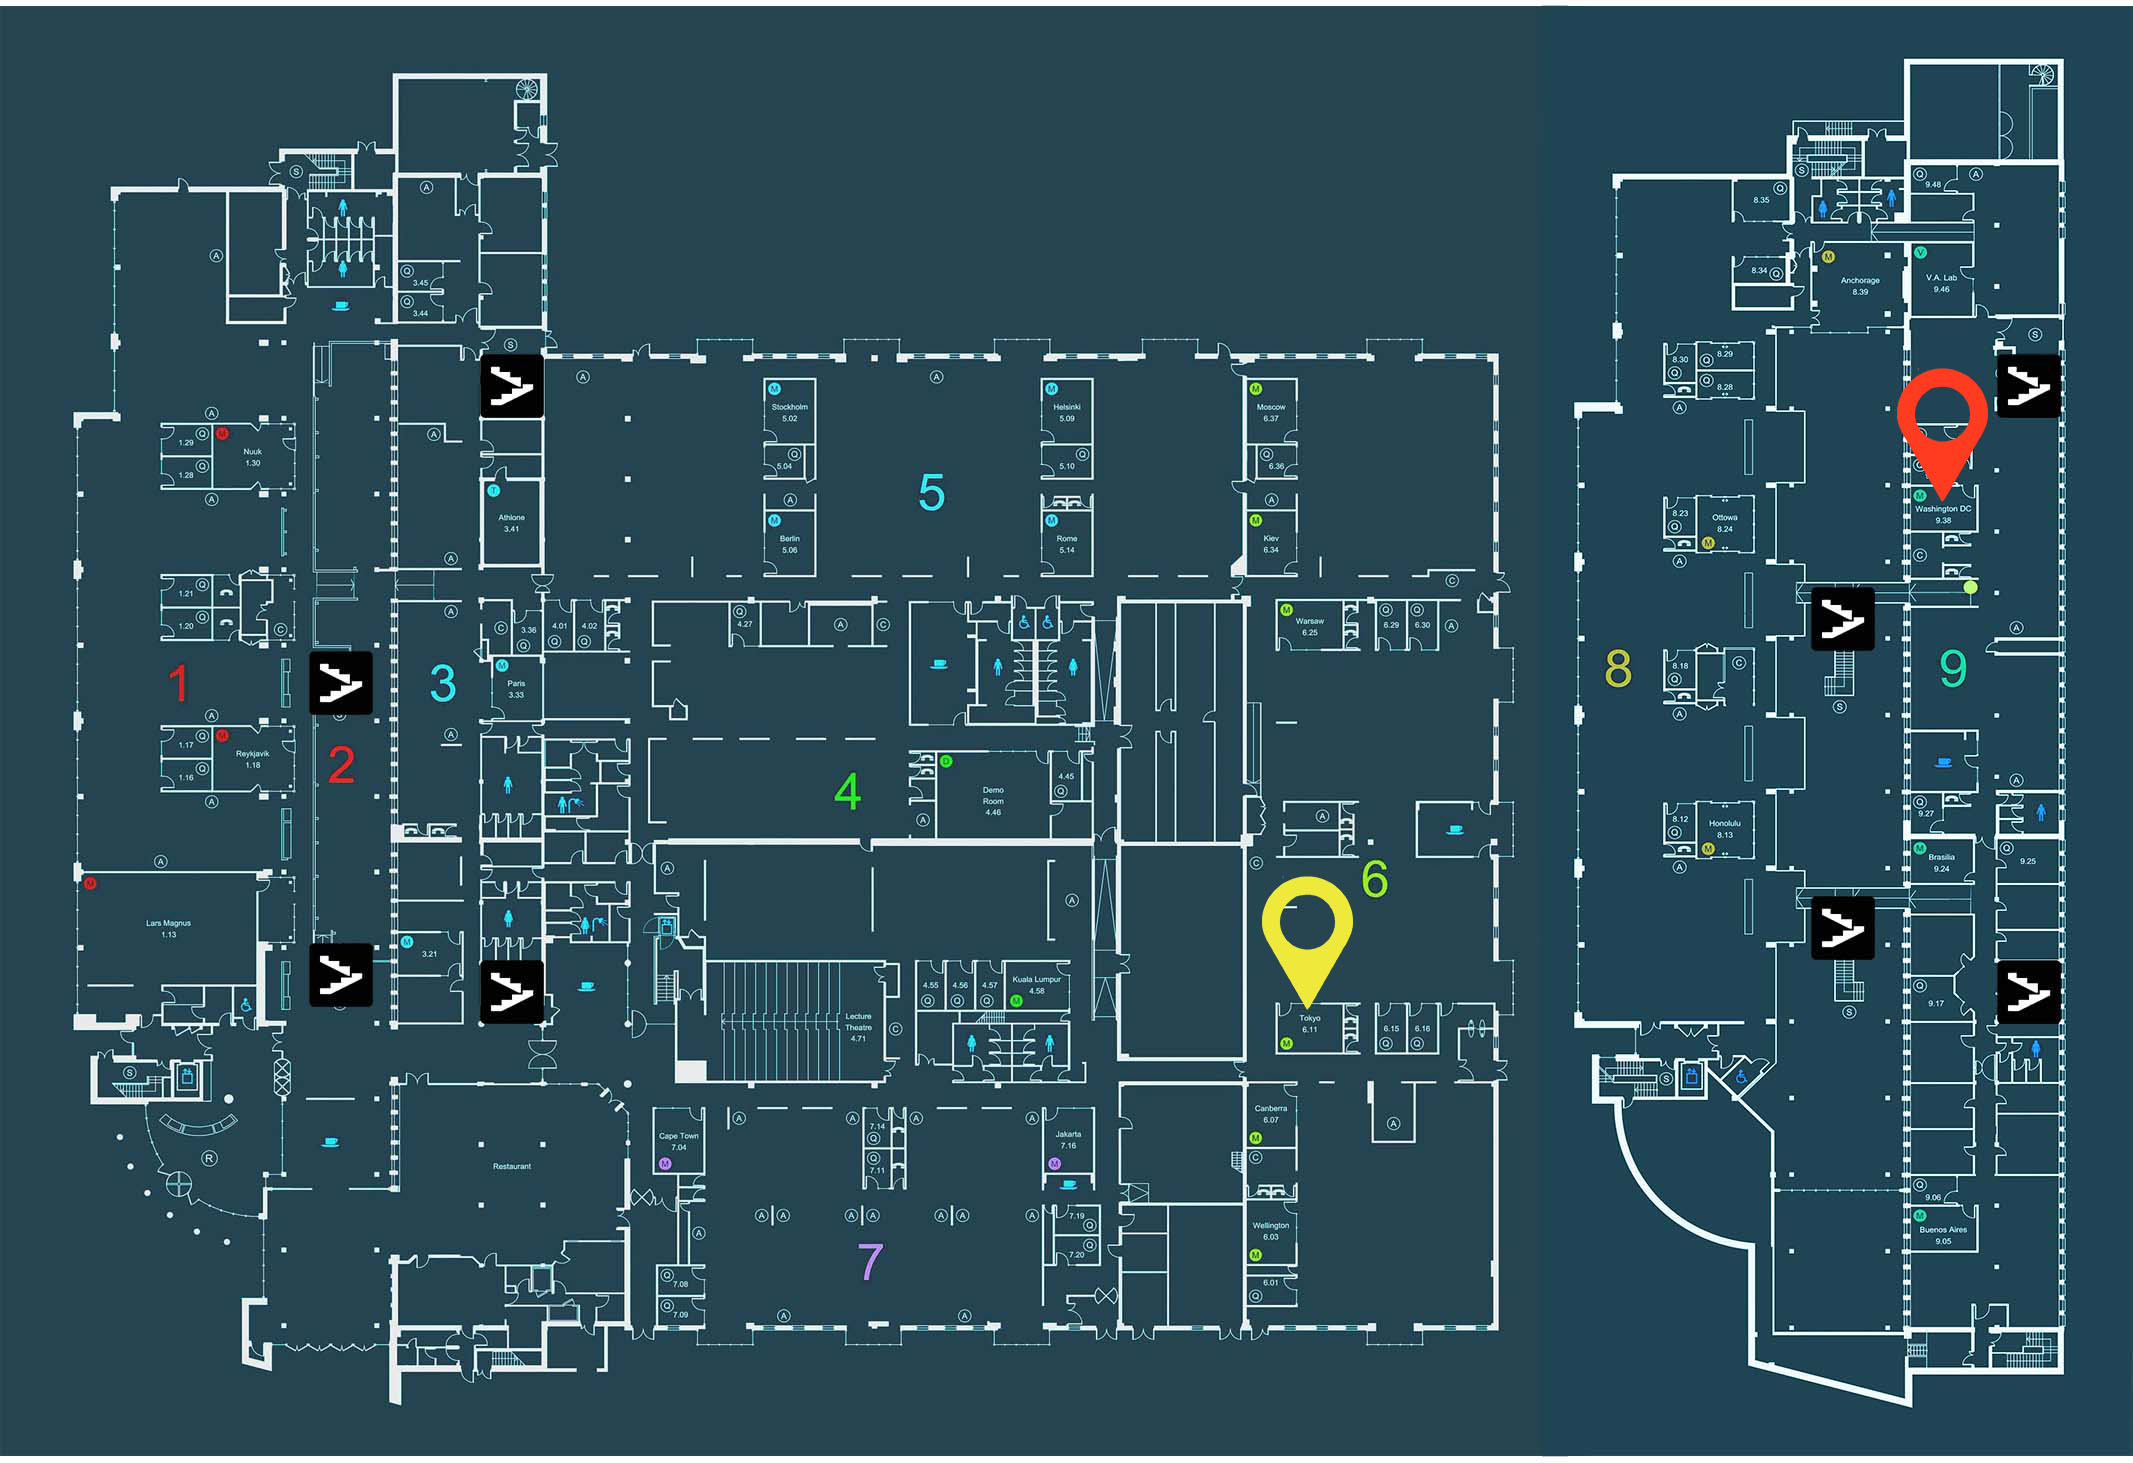 S
A
A
Q
3.45
Q
3.44
S
A
1.29
Q
M
Nuuk
1.30
1.28
Q
A
1.21
Q
1.20
Q
C
1
A
1.17
Q
M
Reykjavik
1.18
1.16
Q
A
A
M
Lars Magnus
1.13
2
A
T
Athlone
3.41
A
A
C
3.36
Q
M
Paris
3.33
3
A
M
3.21
S
R
Restaurant
A
A
M
Stockholm
5.02
Q
5.04
A
M
Berlin
5.06
5
M
Helsinki
5.09
Q
5.10
M
Rome
5.14
4.01
Q
4.02
Q
Q
4.27
A
C
4
D
Demo
Room
4.46
4.45
Q
A
A
A
Lecture
Theatre
4.71
C
4.55
Q
4.56
Q
4.57
Q
Kuala Lumpur
4.58
M
M
Moscow
6.37
Q
6.36
A
M
Kiev
6.34
C
M
Warsaw
6.25
Q
6.29
Q
6.30
A
A
C
6
Tokyo
6.11
M
6.15
Q
6.16
Q
Canberra
6.07
M
C
A
Wellington
6.03
M
6.01
Q
Cape Town
7.04
M
A
A
7.14
Q
7.11
Q
A
A
Jakarta
7.16
M
A
A
A
A
A
A
A
A
7.19
Q
7.20
Q
7
Q
7.08
Q
7.09
A
A
S
Q
8.35
8.34
Q
M
Anchorage
8.39
8.30
Q
Q
8.29
Q
8.28
A
8.23
Q
Ottowa
8.24
M
A
8
8.18
Q
C
A
8.12
Q
Honolulu
8.13
M
A
S
S
S
Q
9.48
A
V
V.A. Lab
9.46
S
M
Washington DC
9.38
C
A
9
A
Q
9.27
M
Brasilia
9.24
Q
9.25
Q
9.17
Q
9.06
M
Buenos Aires
9.05